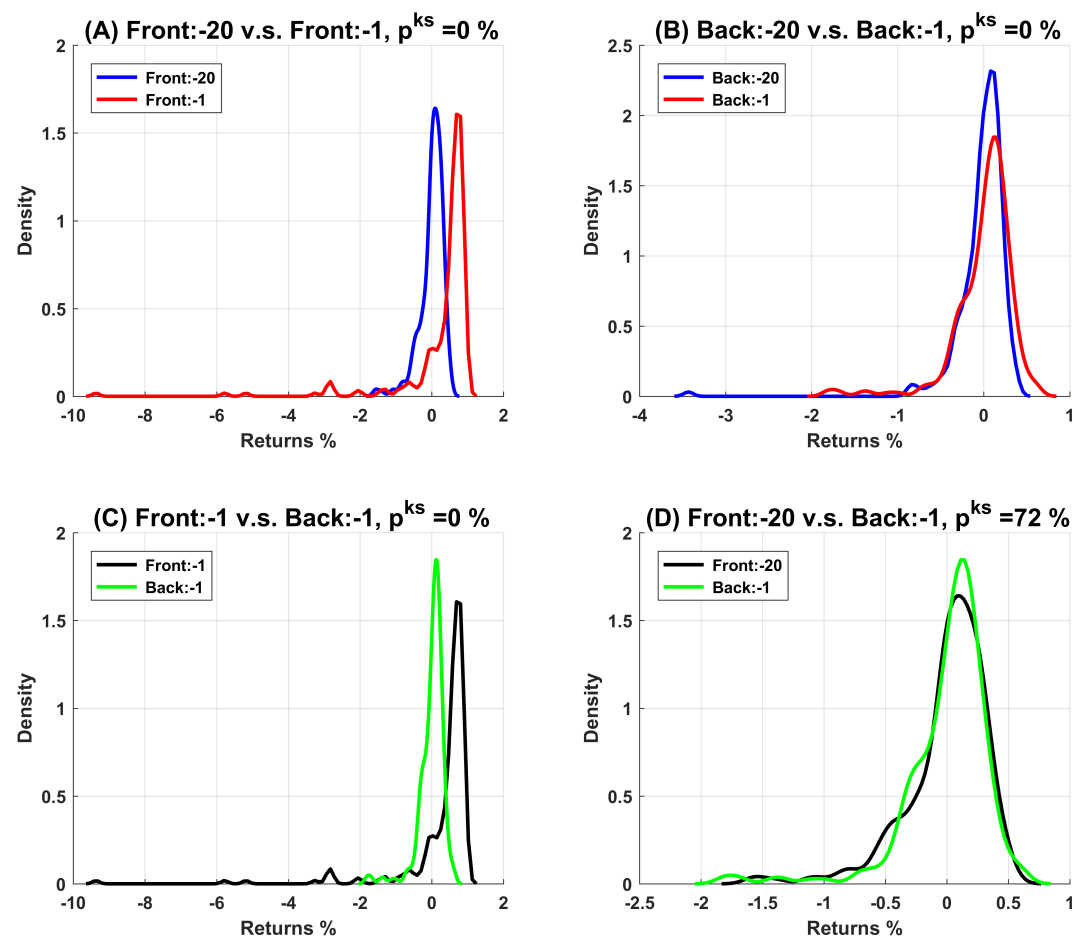 (A) Front:-20 v.s. Front:-1, p^ks =0 %
2
1.5
1
0.5
0
Density
Front:-20
Front:-1
-10 -8 -6 -4 -2 0 2
Returns %
(B) Back:-20 v.s. Back:-1, p^ks =0 %
2.5
2
1.5
1
0.5
0
Density
Back:-20
Back:-1
-4 -3 -2 -1 0 1
Returns %
(C) Front:-1 v.s. Back:-1, p^ks =0 %
2
1.5
1
0.5
0
Density
Front:-1
Back:-1
-10 -8 -6 -4 -2 0 2
Returns %
(D) Front:-20 v.s. Back:-1, p^ks =72 %
2
1.5
1
0.5
0
Density
Front:-20
Back:-1
-2.5 -2 -1.5 -1 -0.5 0 0.5 1
Returns %